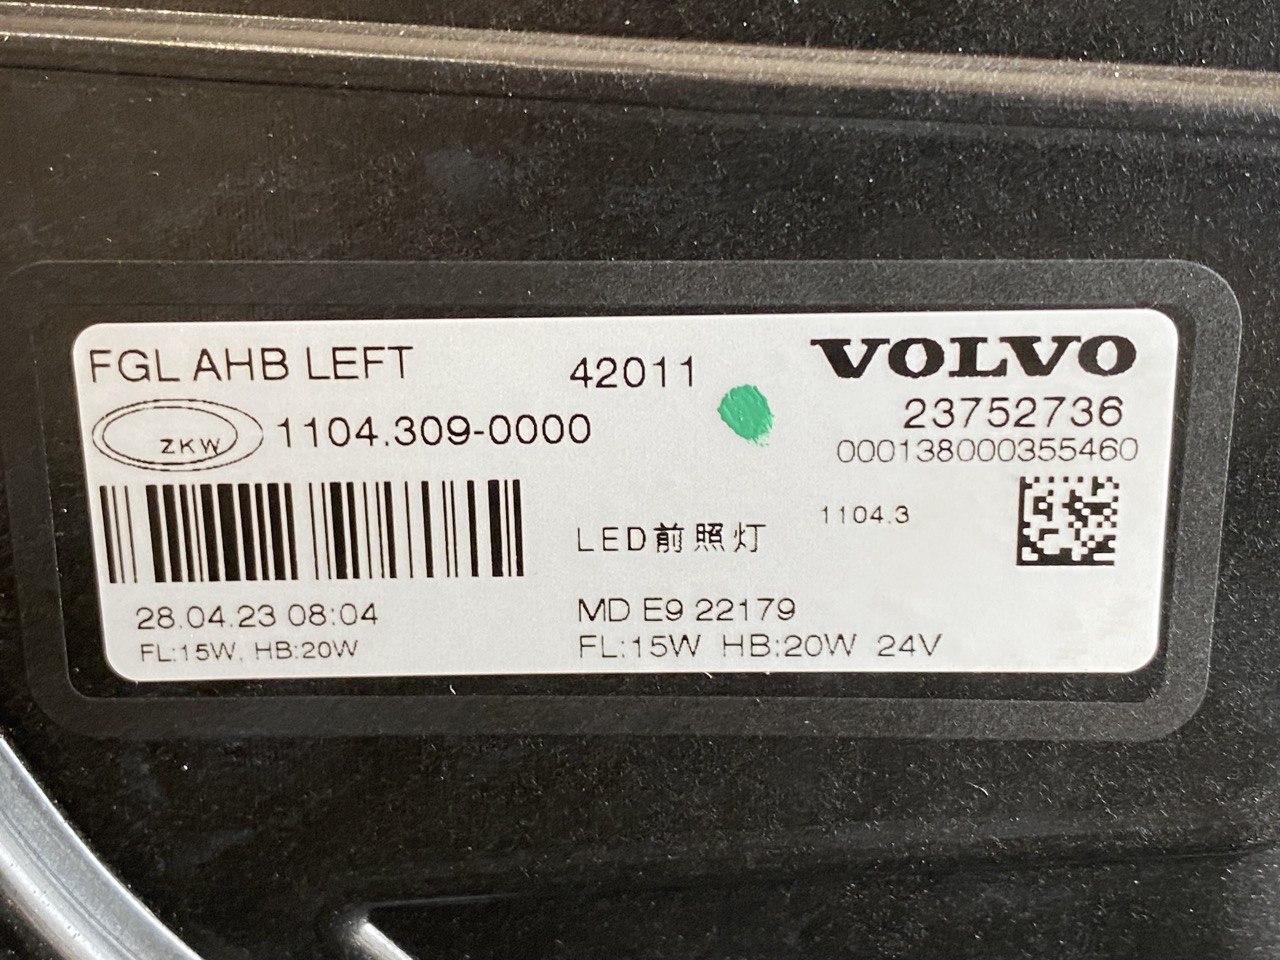 FGL AHB LEFT 42011 VOLVO
ZKW 1104.309-0000 23752736
000138000355460
LED前照灯 1104.3
28.04.23 08:04 MD E9 22179
FL:15W, HB:20W FL:15W HB:20W 24V